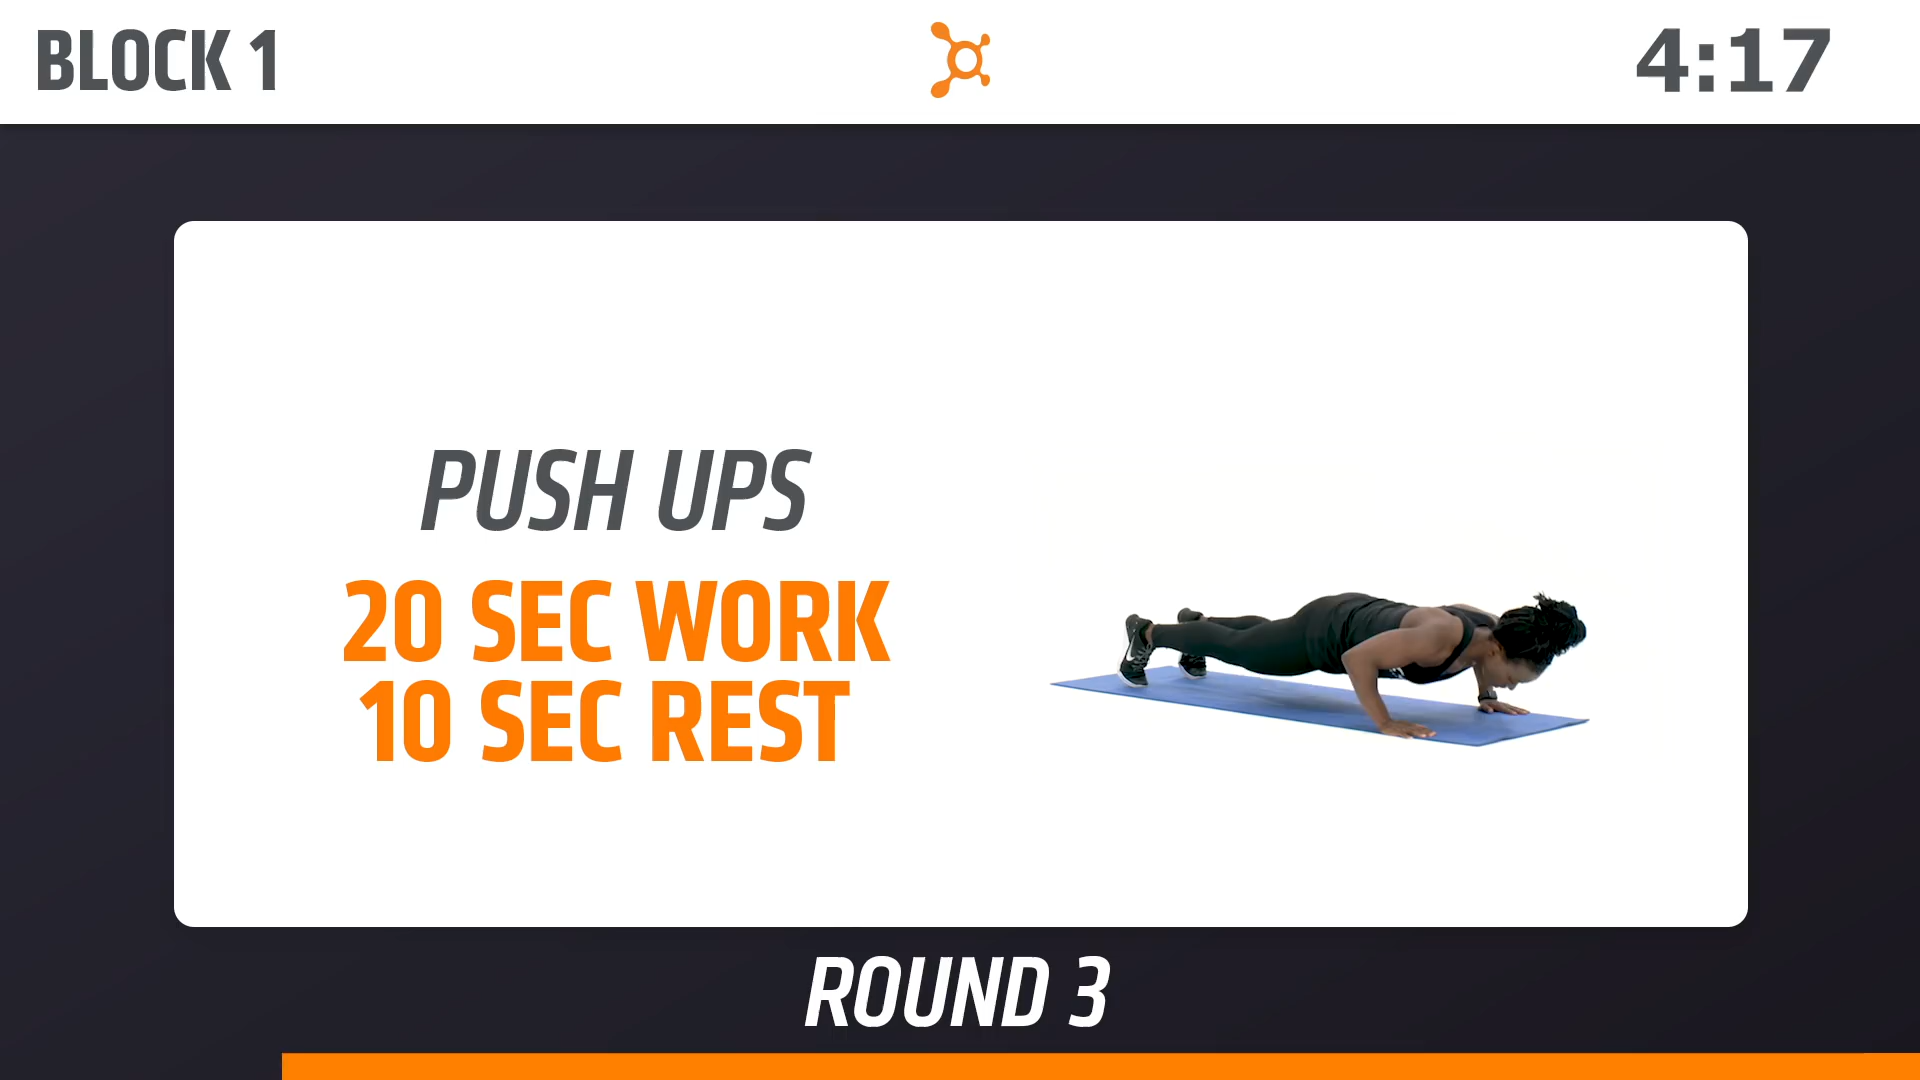 BLOCK 1
4:17
PUSH UPS
20 SEC WORK
10 SEC REST
ROUND 3